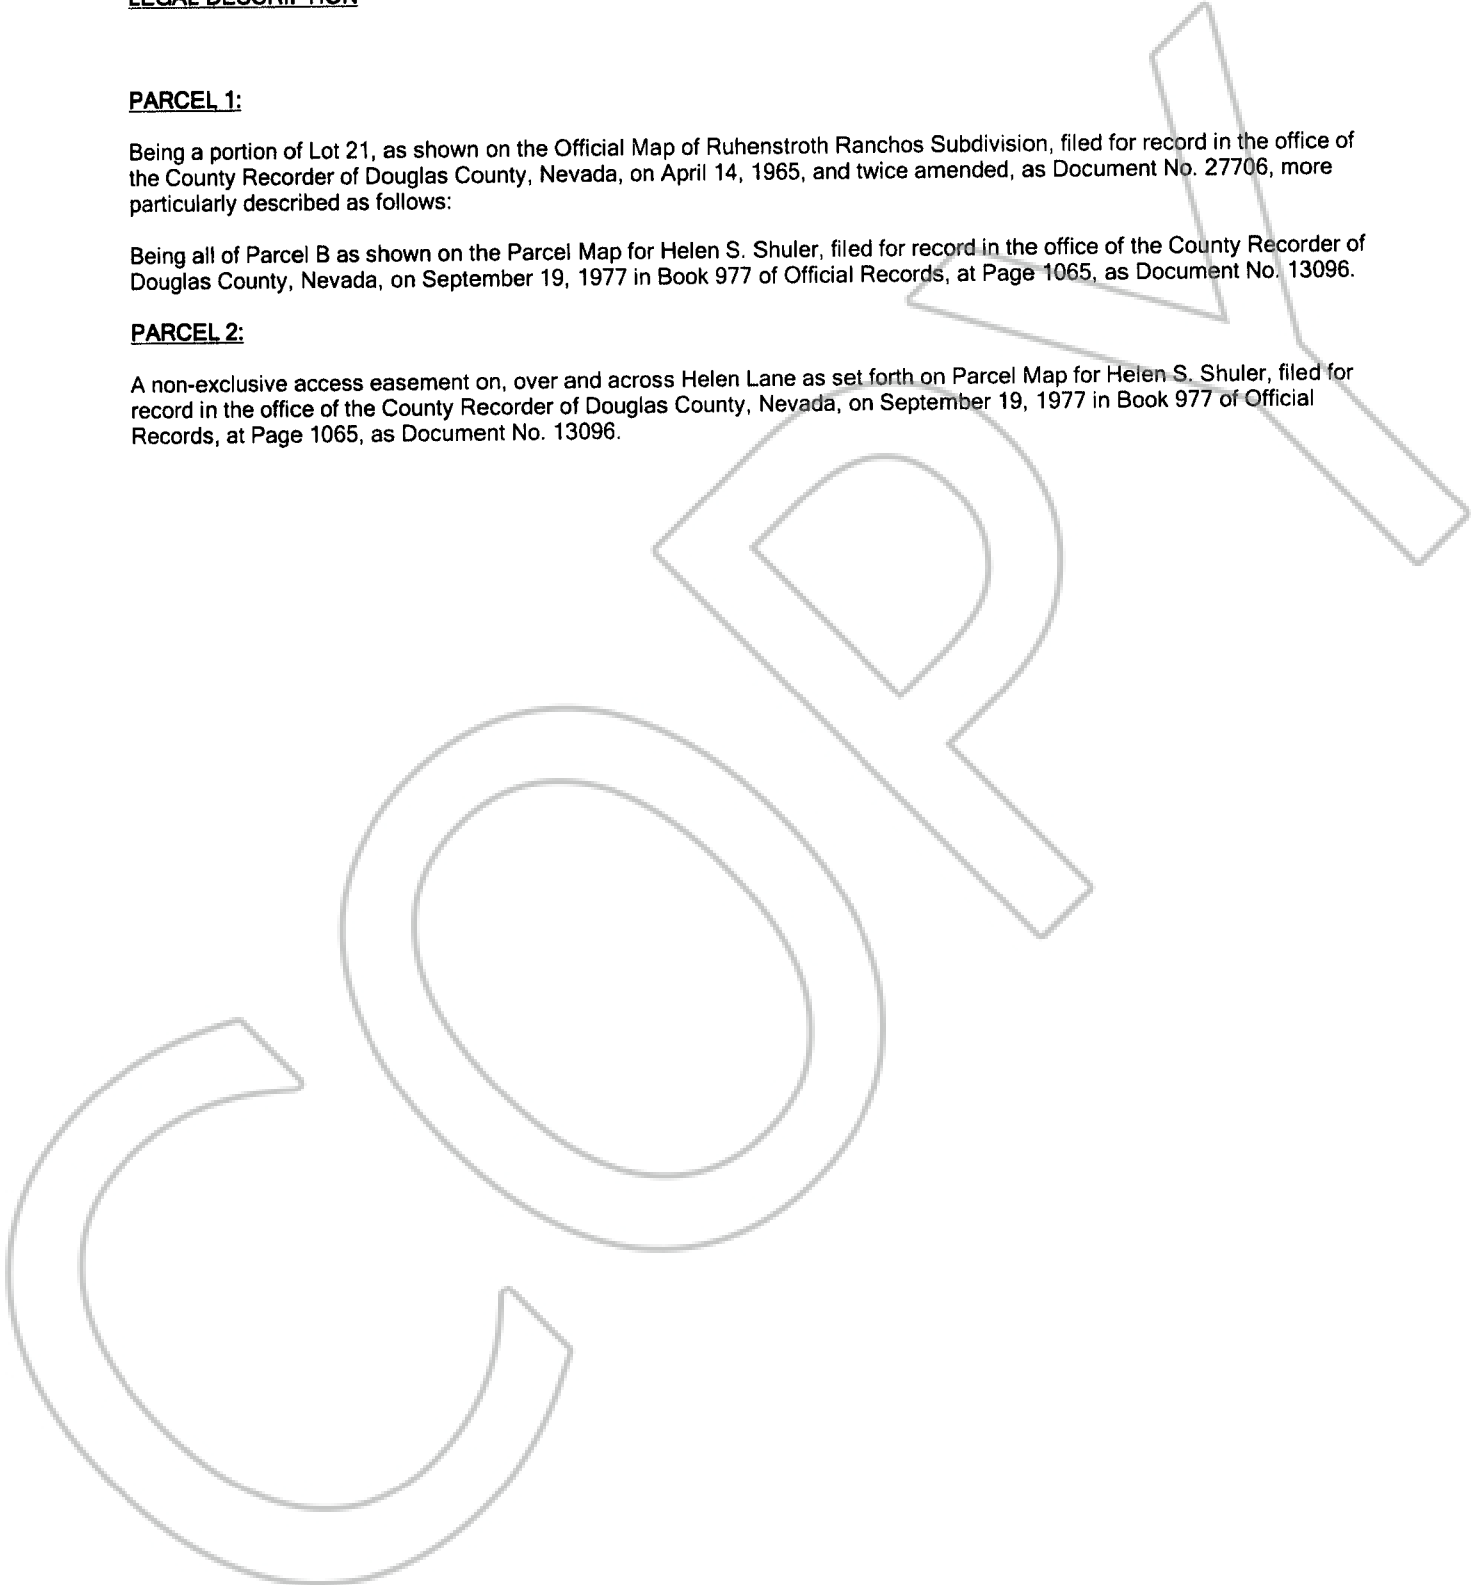 LEGAL DESCRIPTION
PARCEL 1:
Being a portion of Lot 21, as shown on the Official Map of Ruhenstroth Ranchos Subdivision, filed for record in the office of
the County Recorder of Douglas County, Nevada, on April 14, 1965, and twice amended, as Document No. 27706, more
particularly described as follows:
Being all of Parcel B as shown on the Parcel Map for Helen S. Shuler, filed for record in the office of the County Recorder of
Douglas County, Nevada, on September 19, 1977 in Book 977 of Official Records, at Page 1065, as Document No. 13096.
PARCEL 2:
A non-exclusive access easement on, over and across Helen Lane as set forth on Parcel Map for Helen S. Shuler, filed for
record in the office of the County Recorder of Douglas County, Nevada, on September 19, 1977 in Book 977 of Official
Records, at Page 1065, as Document No. 13096.
COPY